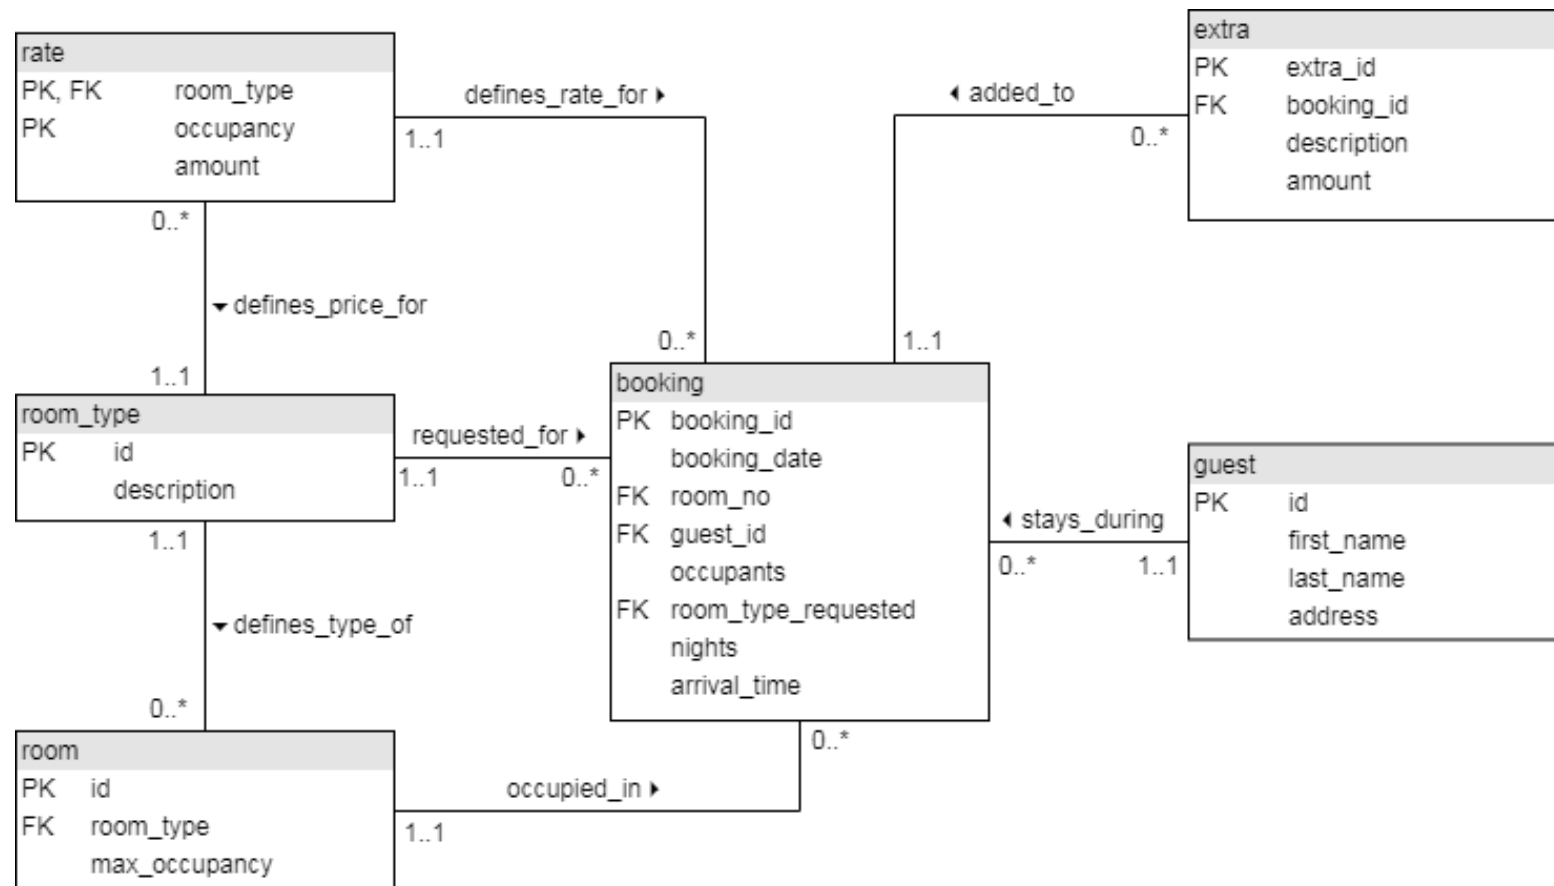 rate
PK, FK room_type
PK occupancy
amount
defines_rate_for
1..1
0..*
extra
PK extra_id
FK booking_id
description
amount
added_to
0..*
1..1
0..*
defines_price_for
1..1
room_type
PK id
description
requested_for
1..1 0..*
booking
PK booking_id
booking_date
FK room_no
FK guest_id
occupants
FK room_type_requested
nights
arrival_time
guest
PK id
first_name
last_name
address
stays_during
0..* 1..1
1..1
defines_type_of
0..*
room
PK id
FK room_type
max_occupancy
occupied_in
1..1
0..*